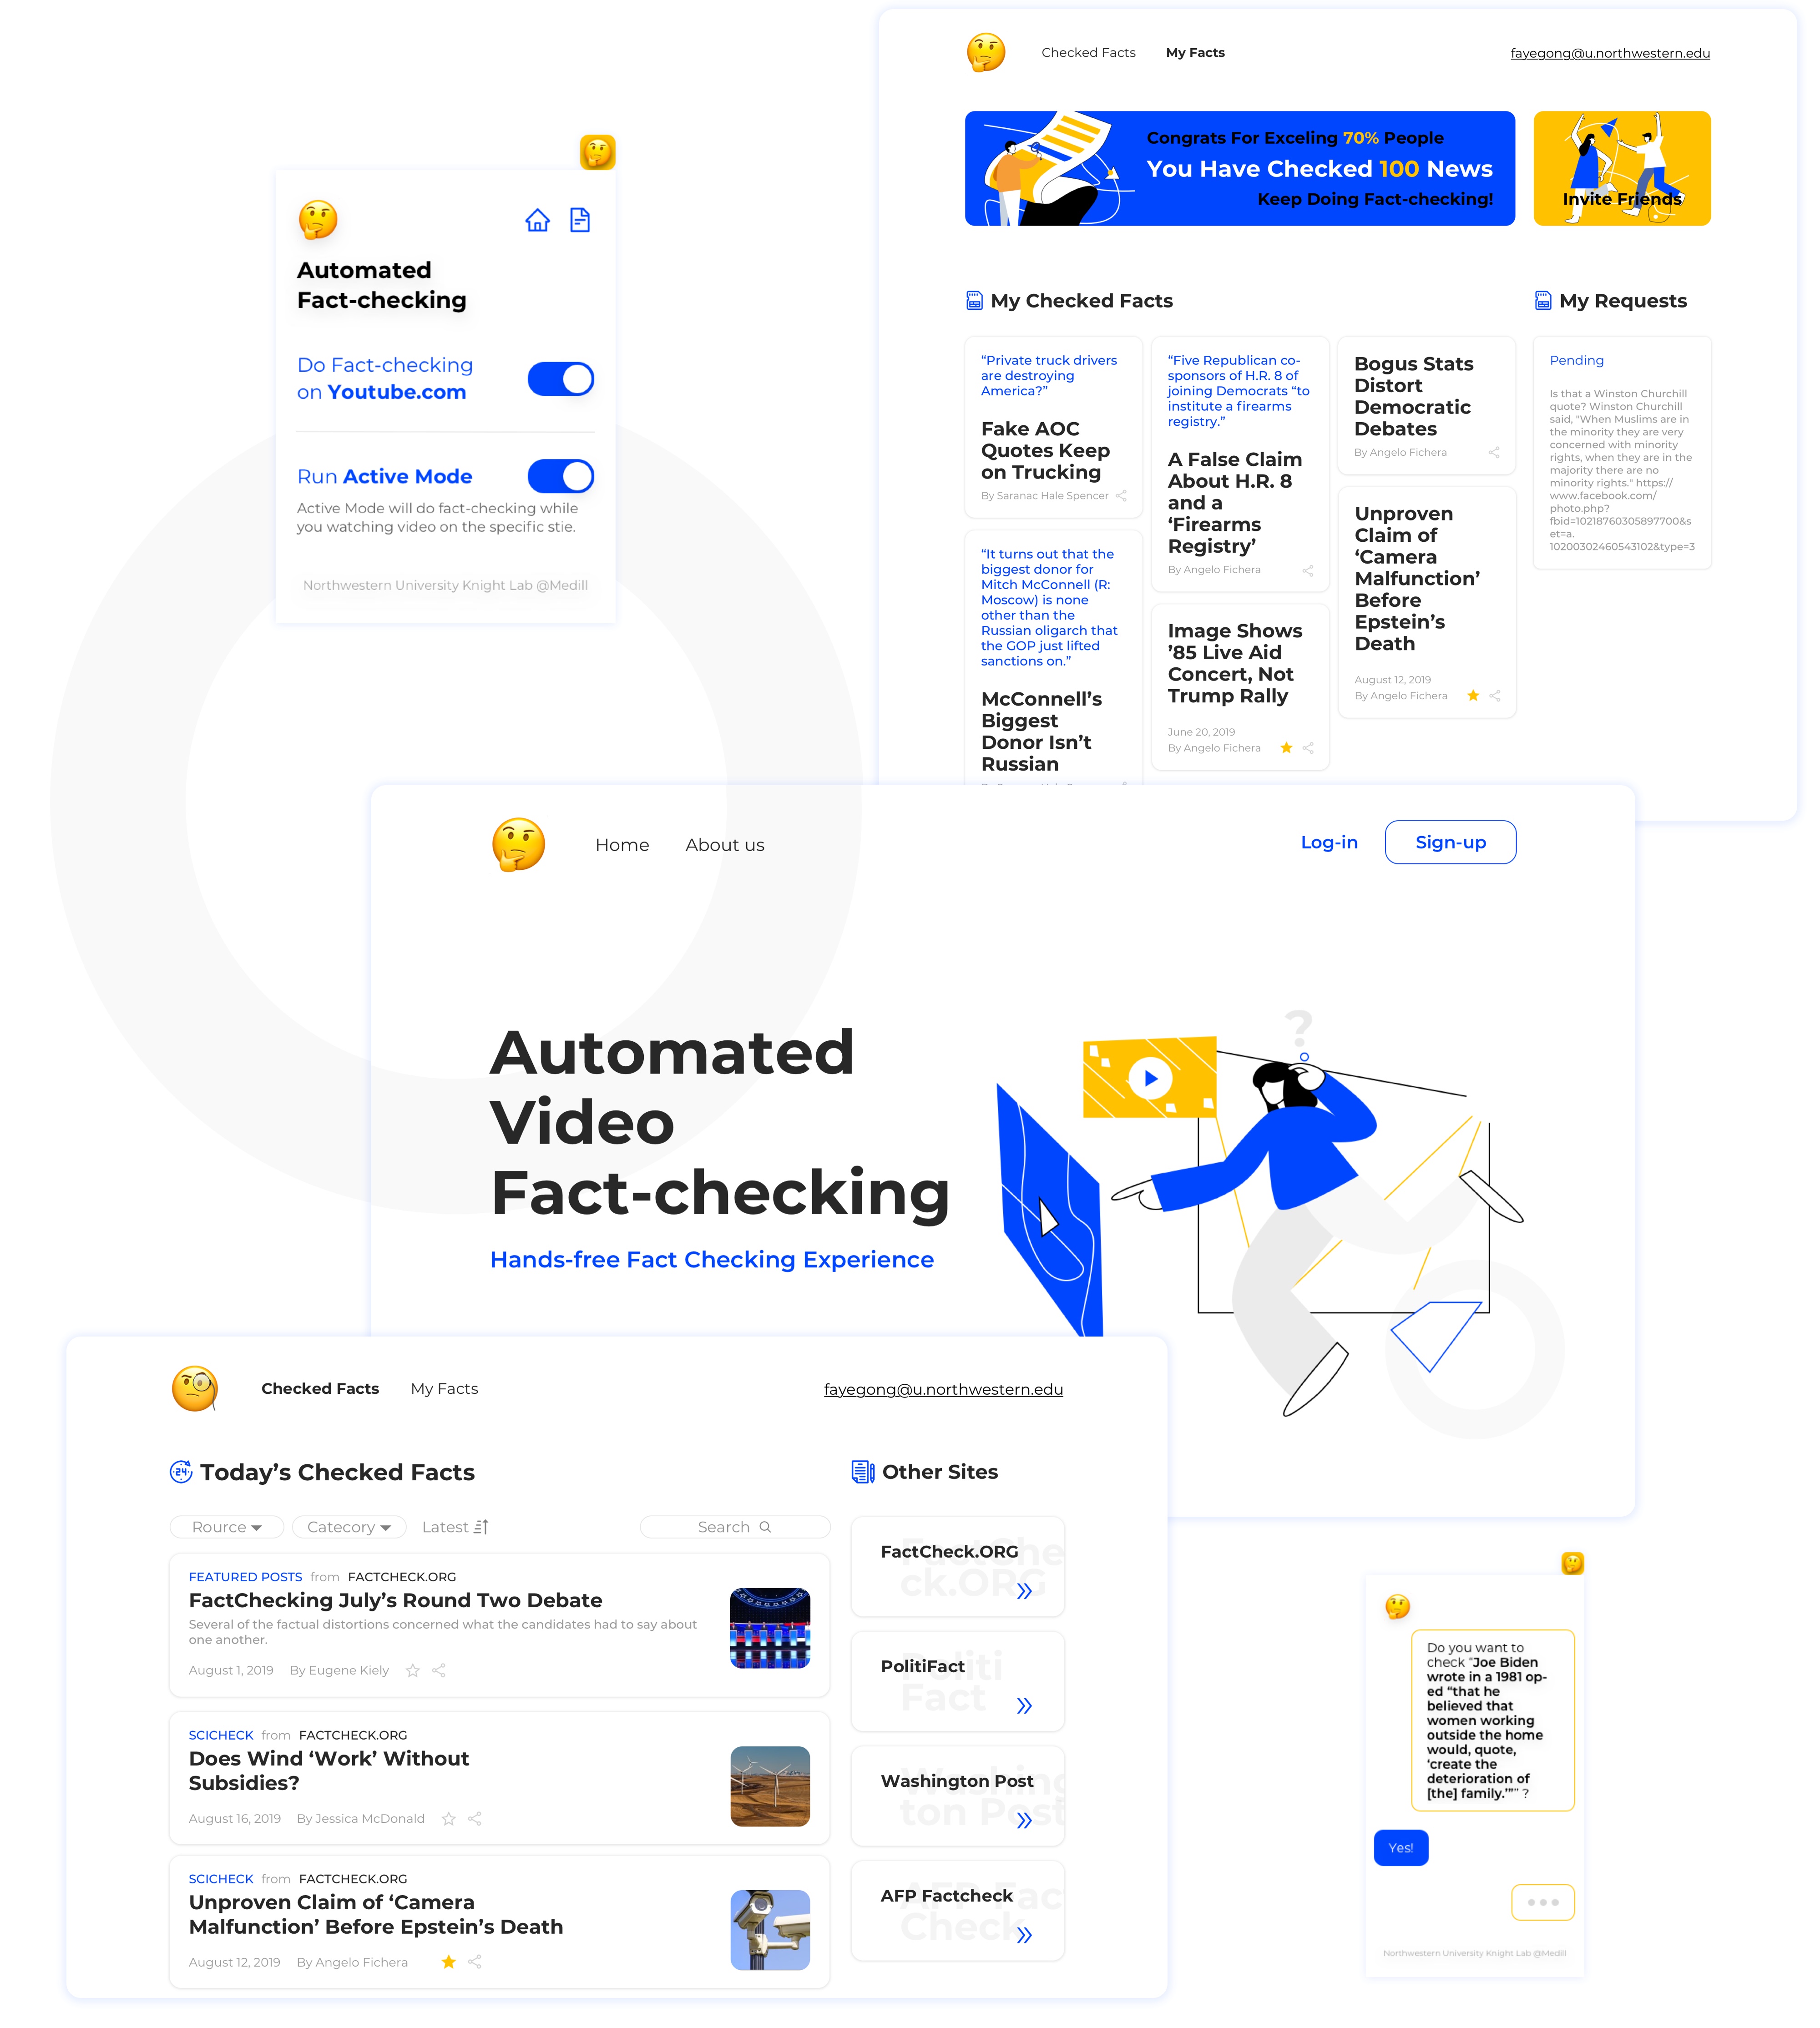 Automated
Fact-checking
Do Fact-checking
on Youtube.com
Run Active Mode
Active Mode will do fact-checking while
you watching video on the specific stie.
Northwestern University Knight Lab @Medill
Checked Facts
My Facts
fayegong@u.northwestern.edu
Congrats For Exceling 70% People
You Have Checked 100 News
Keep Doing Fact-checking!
Invite Friends
My Checked Facts
“Private truck drivers
are destroying
America?”
Fake AOC
Quotes Keep
on Trucking
By Saranac Hale Spencer
“It turns out that the
biggest donor for
Mitch McConnell (R:
Moscow) is none
other than the
Russian oligarch that
the GOP just lifted
sanctions on.”
McConnell’s
Biggest
Donor Isn’t
Russian
“Five Republican co-
sponsors of H.R. 8 of
joining Democrats “to
institute a firearms
registry.”
A False Claim
About H.R. 8
and a
‘Firearms
Registry’
By Angelo Fichera
Image Shows
’85 Live Aid
Concert, Not
Trump Rally
June 20, 2019
By Angelo Fichera
Bogus Stats
Distort
Democratic
Debates
By Angelo Fichera
Unproven
Claim of
‘Camera
Malfunction’
Before
Epstein’s
Death
August 12, 2019
By Angelo Fichera
My Requests
Pending
Is that a Winston Churchill
quote? Winston Churchill
said, "When Muslims are in
the minority they are very
concerned with minority
rights, when they are in the
majority there are no
minority rights." https://
www.facebook.com/
photo.php?
fbid=10218760305897700&s
et=a.
10200302460543102&type=3
Home
About us
Log-in
Sign-up
Automated
Video
Fact-checking
Hands-free Fact Checking Experience
?
Checked Facts
My Facts
fayegong@u.northwestern.edu
24
Today’s Checked Facts
Rource
Catecory
Latest
Search
FEATURED POSTS from FACTCHECK.ORG
FactChecking July’s Round Two Debate
Several of the factual distortions concerned what the candidates had to say about
one another.
August 1, 2019 By Eugene Kiely
SCICHECK from FACTCHECK.ORG
Does Wind ‘Work’ Without
Subsidies?
August 16, 2019 By Jessica McDonald
SCICHECK from FACTCHECK.ORG
Unproven Claim of ‘Camera
Malfunction’ Before Epstein’s Death
August 12, 2019 By Angelo Fichera
Other Sites
FactCheck.ORG
FactChe
ck.ORG
PolitiFact
Politi
Fact
Washington Post
Washing
ton Post
AFP Factcheck
AFP Fac
Check
Do you want to
check “Joe Biden
wrote in a 1981 op-
ed “that he
believed that
women working
outside the home
would, quote,
‘create the
deterioration of
[the] family.’”” ?
Yes!
Northwestern University Knight Lab @Medill